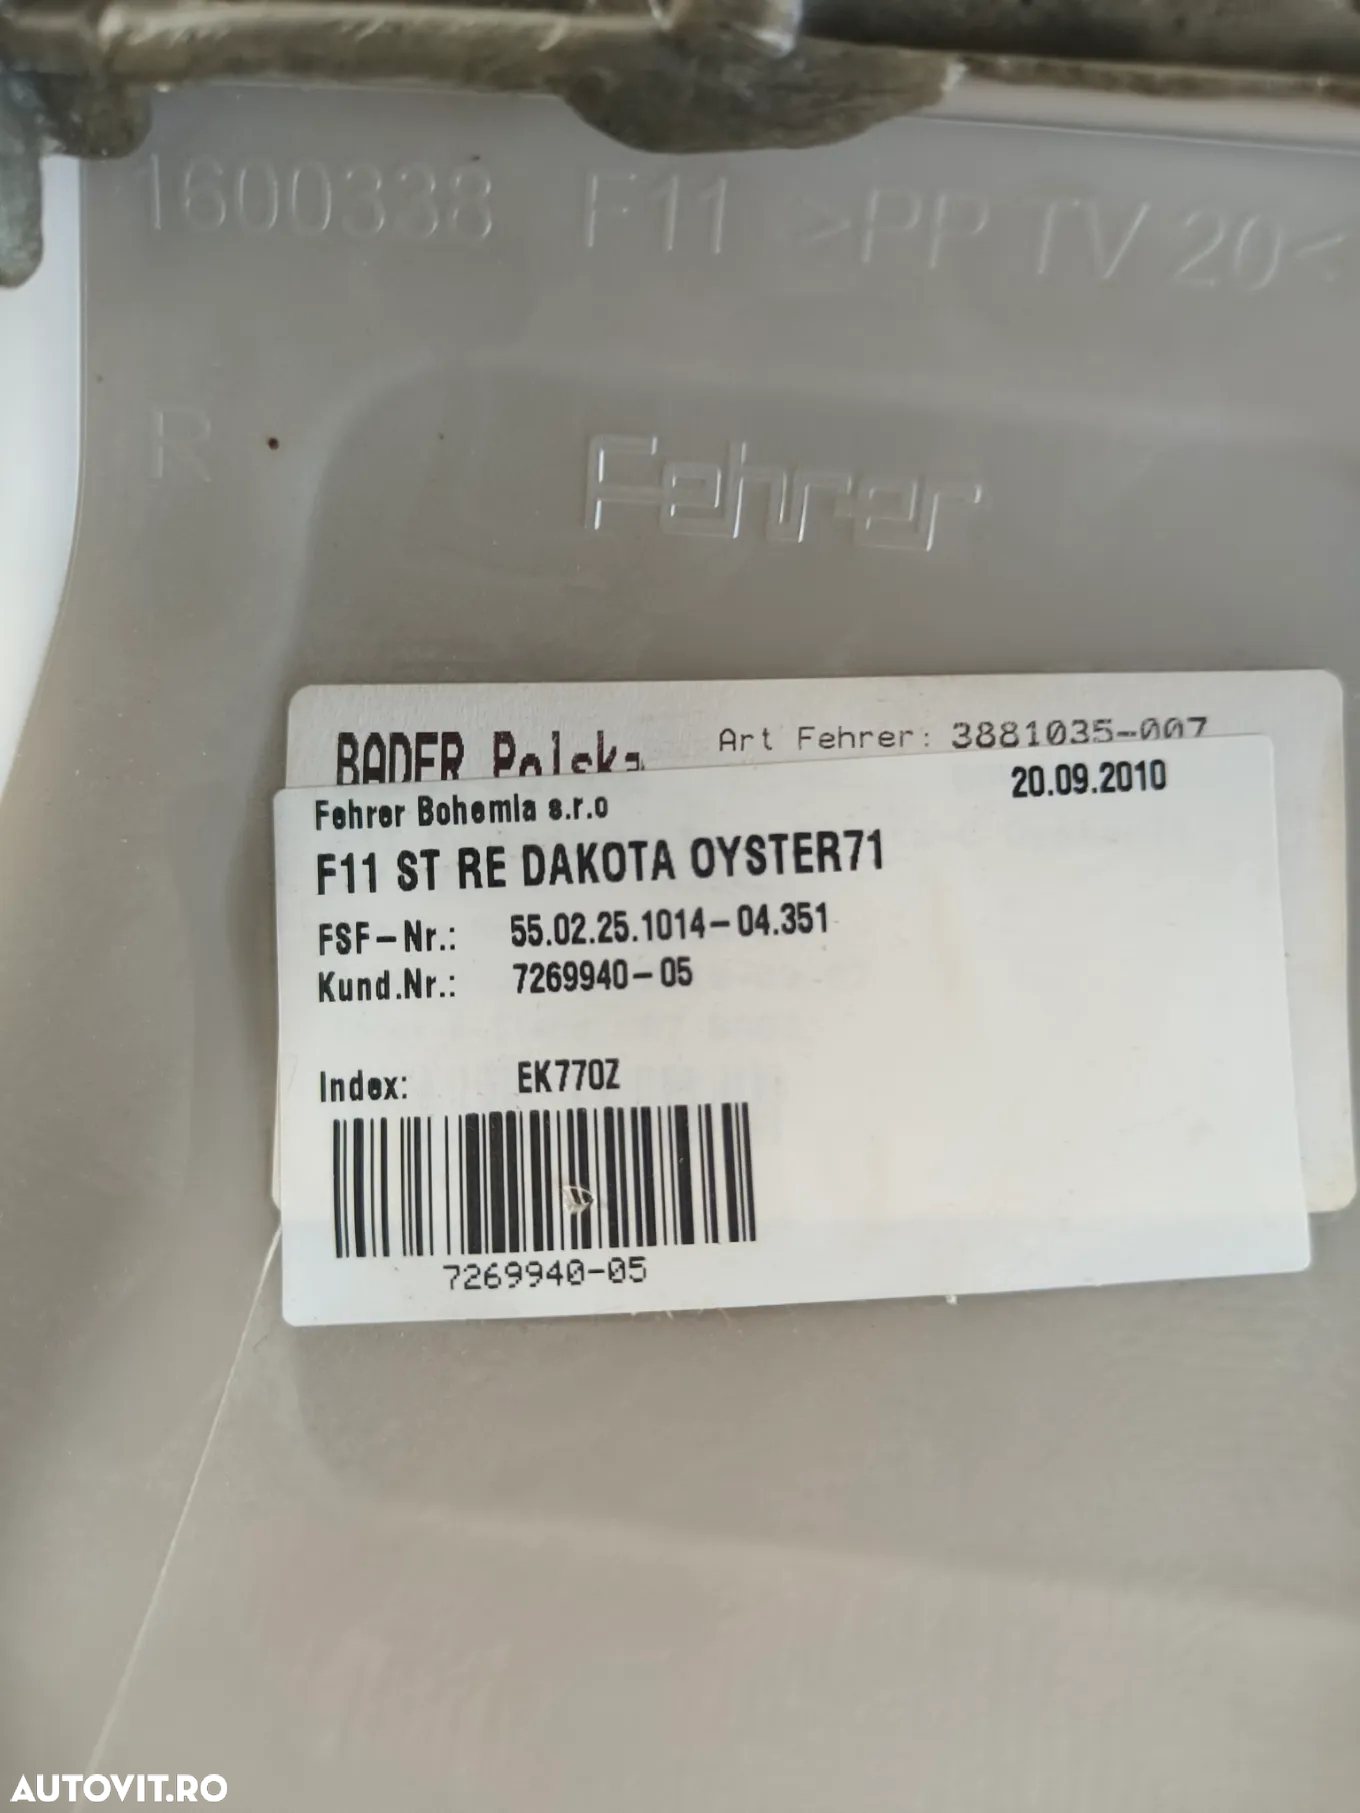 1600338 F11 >PP TV 20<
R
Fehrer
BADER Polska Art Fehrer: 3881035-007
Fehrer Bohemia s.r.o 20.09.2010
F11 ST RE DAKOTA OYSTER71
FSF-Nr.: 55.02.25.1014-04.351
Kund.Nr.: 7269940-05
Index: EK770Z
7269940-05
AUTOVIT.RO